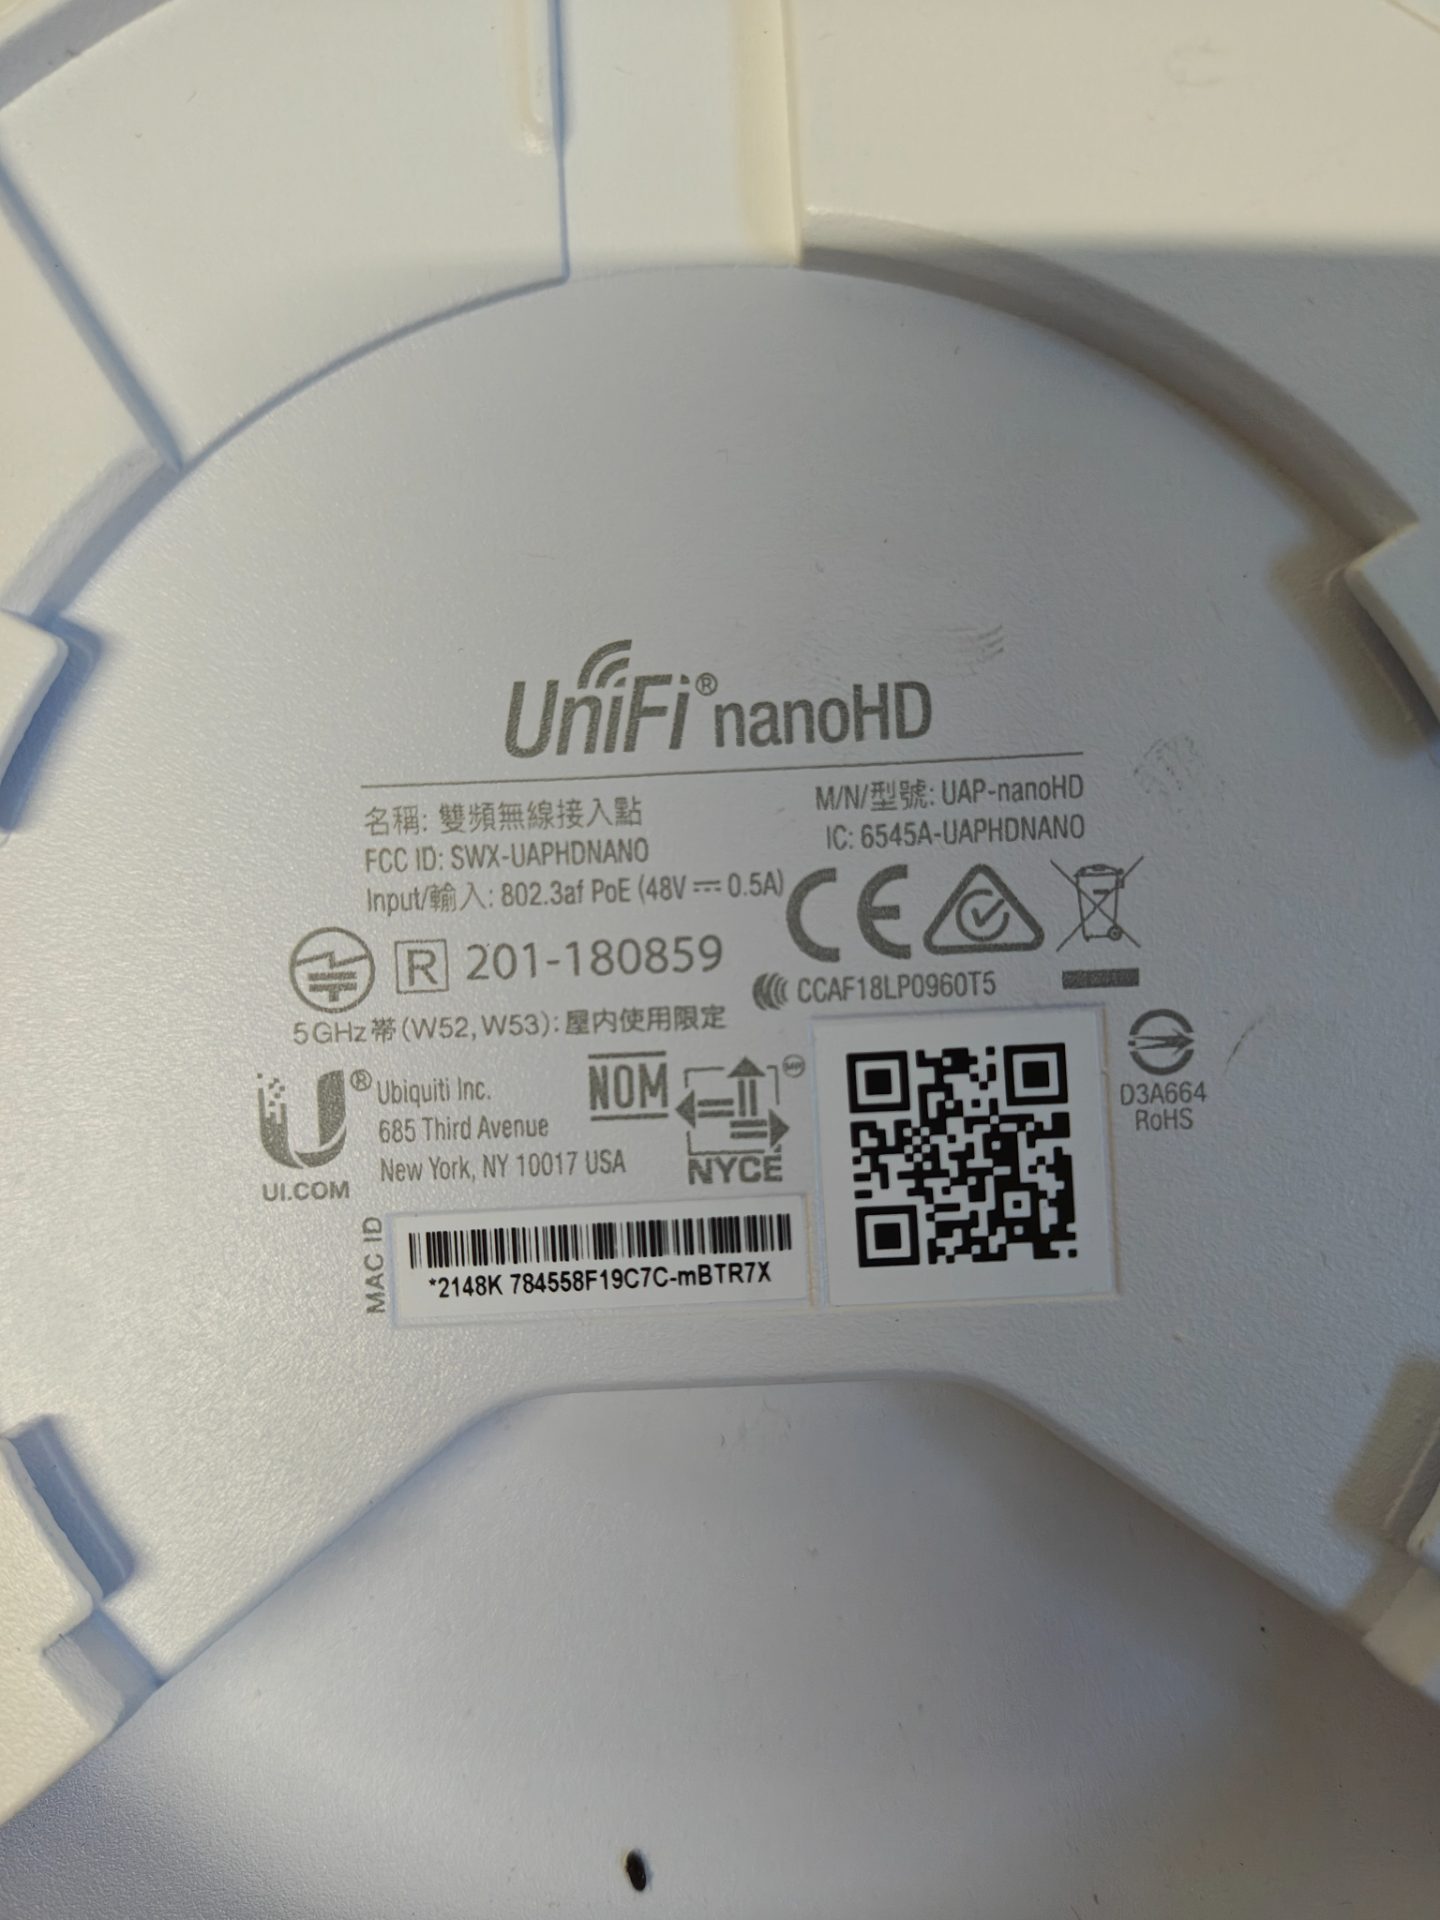 UniFi® nanoHD
名稱: 雙頻無線接入點
M/N/型號: UAP-nanoHD
FCC ID: SWX-UAPHDNANO
IC: 6545A-UAPHDNANO
Input/輸入: 802.3af PoE (48V ⎓ 0.5A)
R 201-180859
CCAF18LP0960T5
5GHz帯(W52, W53): 屋内使用限定
D3A664
RoHS
® Ubiquiti Inc.
685 Third Avenue
New York, NY 10017 USA
UI.COM
NOM
NYCE
MAC ID
*2148K 784558F19C7C-mBTR7X